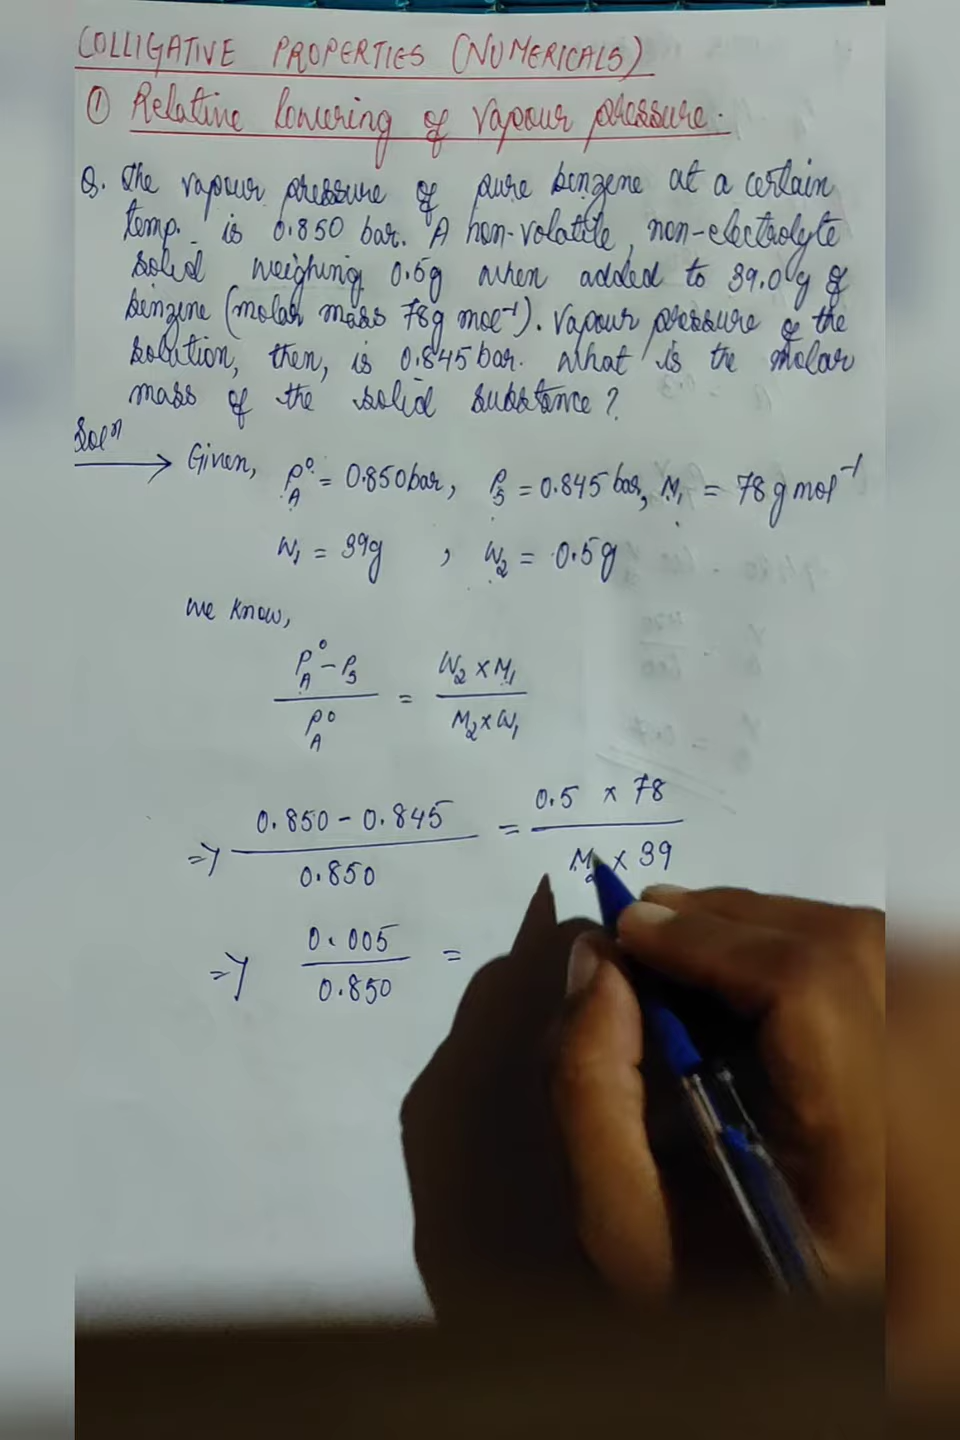 COLLIGATIVE PROPERTIES (NUMERICALS)
① Relative lowering of vapour pressure.
Q. The vapour pressure of pure benzene at a certain
temp. is 0.850 bar. A non-volatile, non-electrolyte
solid weighing 0.5g when added to 39.0 g of
benzene (molar mass 78g mol⁻¹). Vapour pressure of the
solution, then, is 0.845 bar. What is the molar
mass of the solid substance?
Solⁿ → Given, P°A = 0.850 bar, Ps = 0.845 bar, M₁ = 78 g mol⁻¹
W₁ = 39g , W₂ = 0.5g
we know,
(P°A - Ps) / P°A = (W₂ × M₁) / (M₂ × W₁)
⇒ (0.850 - 0.845) / 0.850 = (0.5 × 78) / (M₂ × 39)
⇒ 0.005 / 0.850 =